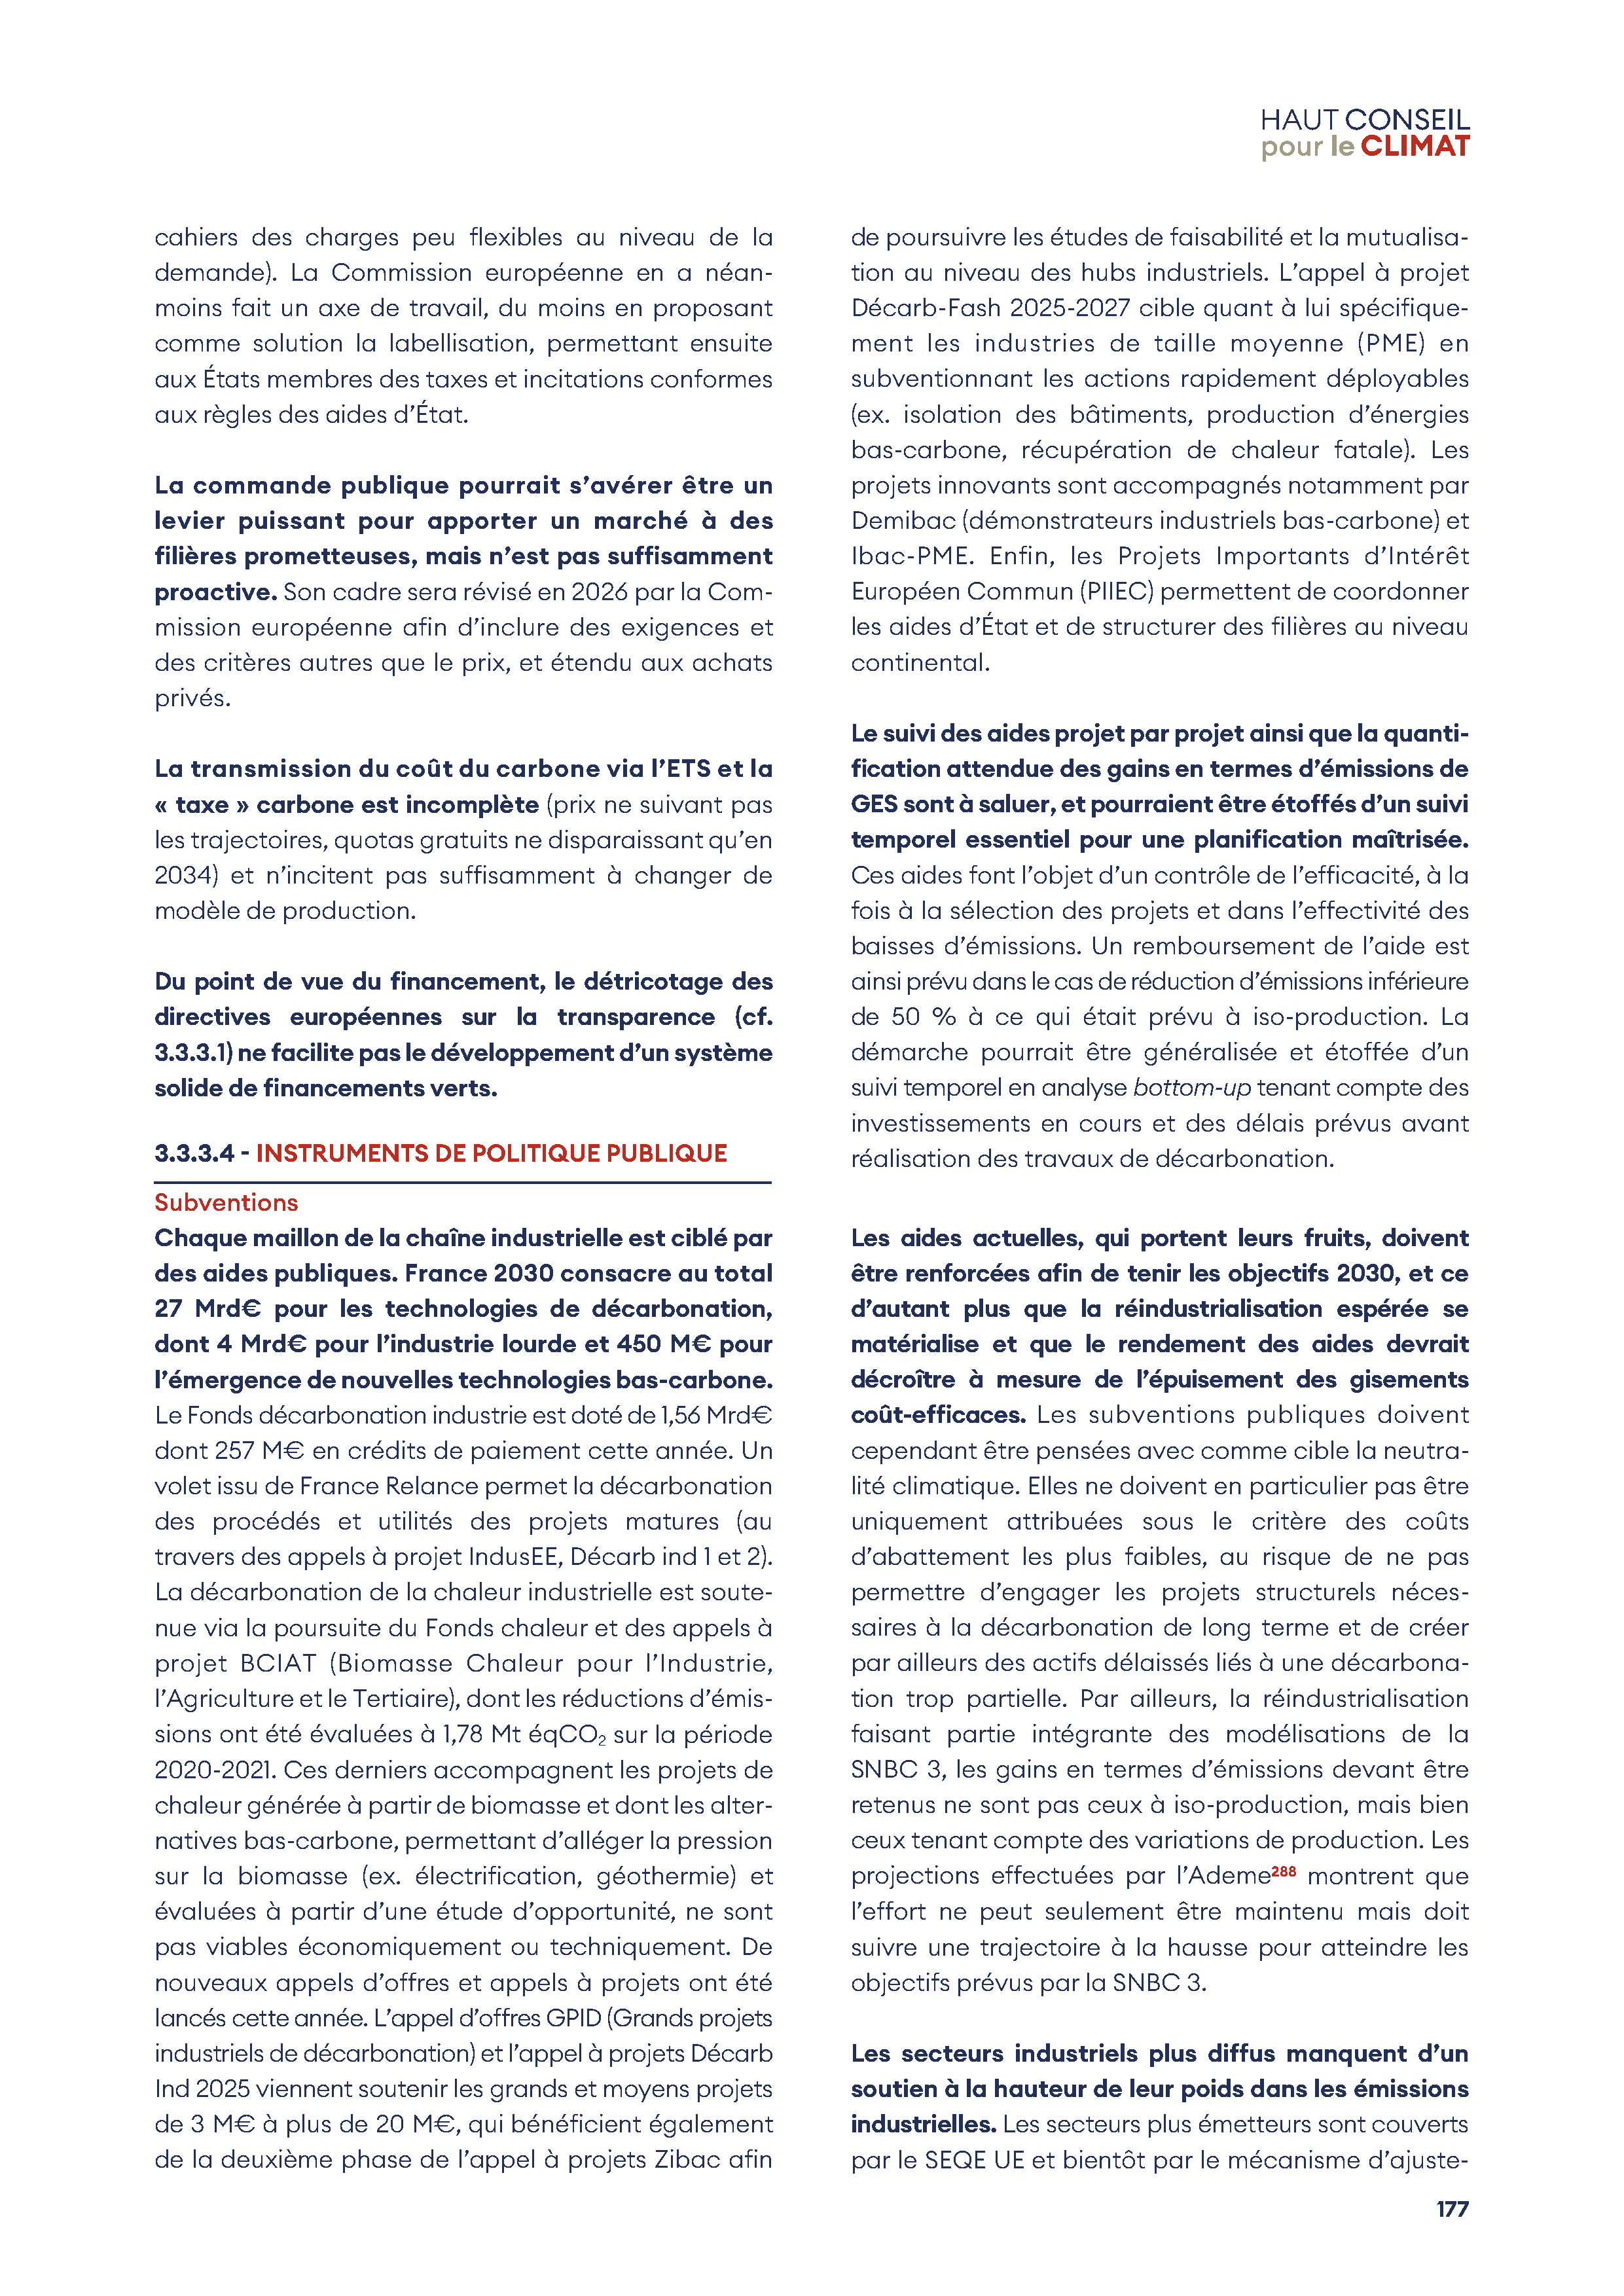 HAUT CONSEIL
pour le CLIMAT
cahiers des charges peu flexibles au niveau de la
demande). La Commission européenne en a néan-
moins fait un axe de travail, du moins en proposant
comme solution la labellisation, permettant ensuite
aux États membres des taxes et incitations conformes
aux règles des aides d’État.
La commande publique pourrait s’avérer être un
levier puissant pour apporter un marché à des
filières prometteuses, mais n’est pas suffisamment
proactive. Son cadre sera révisé en 2026 par la Com-
mission européenne afin d’inclure des exigences et
des critères autres que le prix, et étendu aux achats
privés.
La transmission du coût du carbone via l’ETS et la
« taxe » carbone est incomplète (prix ne suivant pas
les trajectoires, quotas gratuits ne disparaissant qu’en
2034) et n’incitent pas suffisamment à changer de
modèle de production.
Du point de vue du financement, le détricotage des
directives européennes sur la transparence (cf.
3.3.3.1) ne facilite pas le développement d’un système
solide de financements verts.
3.3.3.4 - INSTRUMENTS DE POLITIQUE PUBLIQUE
Subventions
Chaque maillon de la chaîne industrielle est ciblé par
des aides publiques. France 2030 consacre au total
27 Mrd€ pour les technologies de décarbonation,
dont 4 Mrd€ pour l’industrie lourde et 450 M€ pour
l’émergence de nouvelles technologies bas-carbone.
Le Fonds décarbonation industrie est doté de 1,56 Mrd€
dont 257 M€ en crédits de paiement cette année. Un
volet issu de France Relance permet la décarbonation
des procédés et utilités des projets matures (au
travers des appels à projet IndusEE, Décarb ind 1 et 2).
La décarbonation de la chaleur industrielle est soute-
nue via la poursuite du Fonds chaleur et des appels à
projet BCIAT (Biomasse Chaleur pour l’Industrie,
l’Agriculture et le Tertiaire), dont les réductions d’émis-
sions ont été évaluées à 1,78 Mt éqCO₂ sur la période
2020-2021. Ces derniers accompagnent les projets de
chaleur générée à partir de biomasse et dont les alter-
natives bas-carbone, permettant d’alléger la pression
sur la biomasse (ex. électrification, géothermie) et
évaluées à partir d’une étude d’opportunité, ne sont
pas viables économiquement ou techniquement. De
nouveaux appels d’offres et appels à projets ont été
lancés cette année. L’appel d’offres GPID (Grands projets
industriels de décarbonation) et l’appel à projets Décarb
Ind 2025 viennent soutenir les grands et moyens projets
de 3 M€ à plus de 20 M€, qui bénéficient également
de la deuxième phase de l’appel à projets Zibac afin
de poursuivre les études de faisabilité et la mutualisa-
tion au niveau des hubs industriels. L’appel à projet
Décarb-Fash 2025-2027 cible quant à lui spécifique-
ment les industries de taille moyenne (PME) en
subventionnant les actions rapidement déployables
(ex. isolation des bâtiments, production d’énergies
bas-carbone, récupération de chaleur fatale). Les
projets innovants sont accompagnés notamment par
Demibac (démonstrateurs industriels bas-carbone) et
Ibac-PME. Enfin, les Projets Importants d’Intérêt
Européen Commun (PIIEC) permettent de coordonner
les aides d’État et de structurer des filières au niveau
continental.
Le suivi des aides projet par projet ainsi que la quanti-
fication attendue des gains en termes d’émissions de
GES sont à saluer, et pourraient être étoffés d’un suivi
temporel essentiel pour une planification maîtrisée.
Ces aides font l’objet d’un contrôle de l’efficacité, à la
fois à la sélection des projets et dans l’effectivité des
baisses d’émissions. Un remboursement de l’aide est
ainsi prévu dans le cas de réduction d’émissions inférieure
de 50 % à ce qui était prévu à iso-production. La
démarche pourrait être généralisée et étoffée d’un
suivi temporel en analyse bottom-up tenant compte des
investissements en cours et des délais prévus avant
réalisation des travaux de décarbonation.
Les aides actuelles, qui portent leurs fruits, doivent
être renforcées afin de tenir les objectifs 2030, et ce
d’autant plus que la réindustrialisation espérée se
matérialise et que le rendement des aides devrait
décroître à mesure de l’épuisement des gisements
coût-efficaces. Les subventions publiques doivent
cependant être pensées avec comme cible la neutra-
lité climatique. Elles ne doivent en particulier pas être
uniquement attribuées sous le critère des coûts
d’abattement les plus faibles, au risque de ne pas
permettre d’engager les projets structurels néces-
saires à la décarbonation de long terme et de créer
par ailleurs des actifs délaissés liés à une décarbona-
tion trop partielle. Par ailleurs, la réindustrialisation
faisant partie intégrante des modélisations de la
SNBC 3, les gains en termes d’émissions devant être
retenus ne sont pas ceux à iso-production, mais bien
ceux tenant compte des variations de production. Les
projections effectuées par l’Ademe²⁸⁸ montrent que
l’effort ne peut seulement être maintenu mais doit
suivre une trajectoire à la hausse pour atteindre les
objectifs prévus par la SNBC 3.
Les secteurs industriels plus diffus manquent d’un
soutien à la hauteur de leur poids dans les émissions
industrielles. Les secteurs plus émetteurs sont couverts
par le SEQE UE et bientôt par le mécanisme d’ajuste-
177